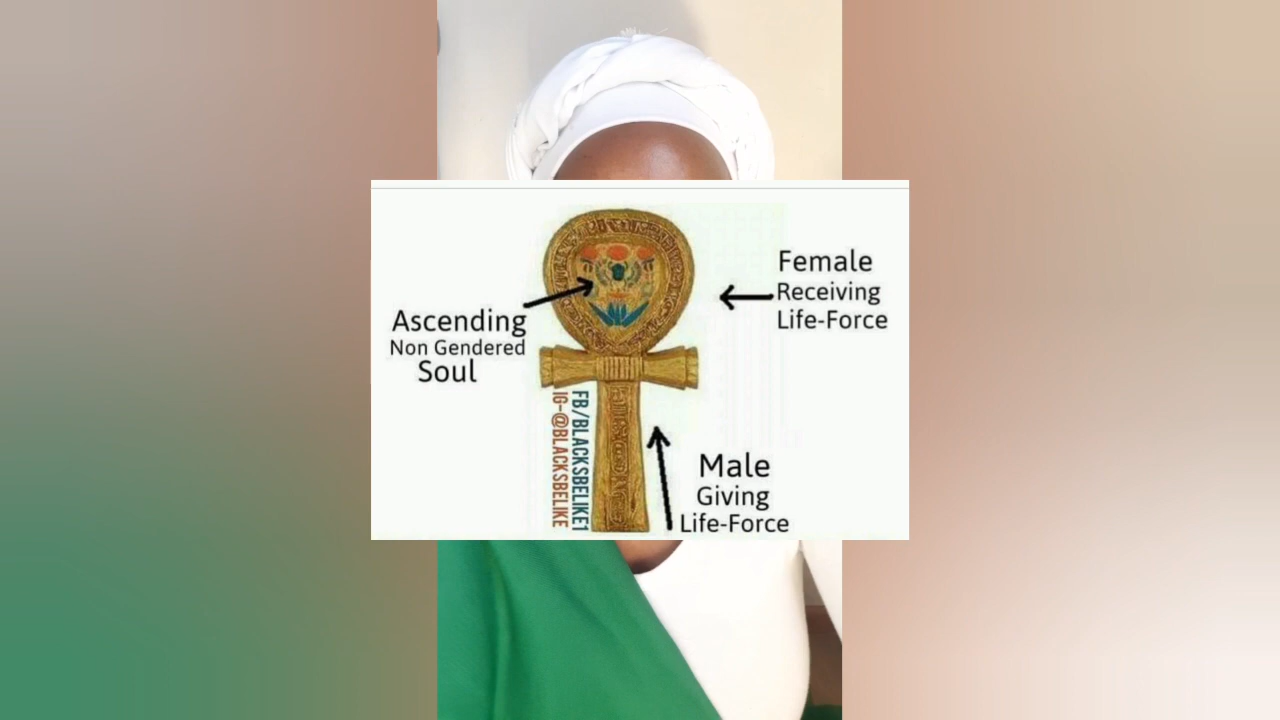 Ascending
Non Gendered
Soul
Female
Receiving
Life-Force
Male
Giving
Life-Force
FB/BLACKSBELIKE1
IG-@BLACKSBELIKE